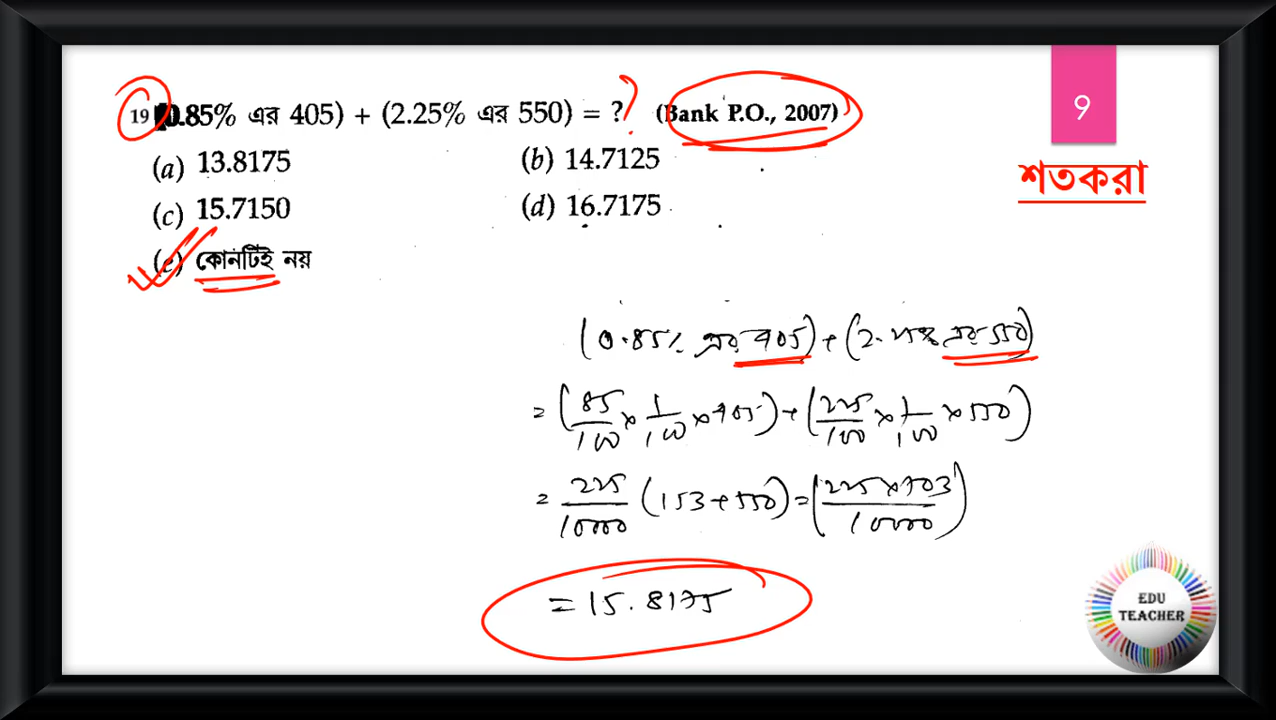 19 0.85% এর 405) + (2.25% এর 550) = ? (Bank P.O., 2007)
(a) 13.8175 (b) 14.7125
(c) 15.7150 (d) 16.7175
(e) কোনটিই নয়
9
শতকরা
(0.85% এর 405) + (2.25% এর 550)
= (85/100 × 1/100 × 405) + (225/100 × 1/100 × 550)
= 225/10000 (153 + 550) = (225 × 703/10000)
= 15.8175
EDU
TEACHER